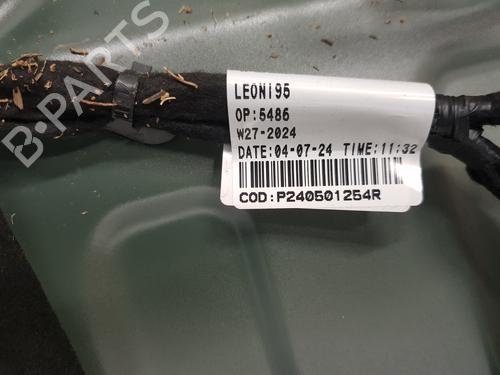 B-PARTS
LEONI95
OP:5486
W27-2024
DATE:04-07-24 TIME:11:32
COD:P240501254R